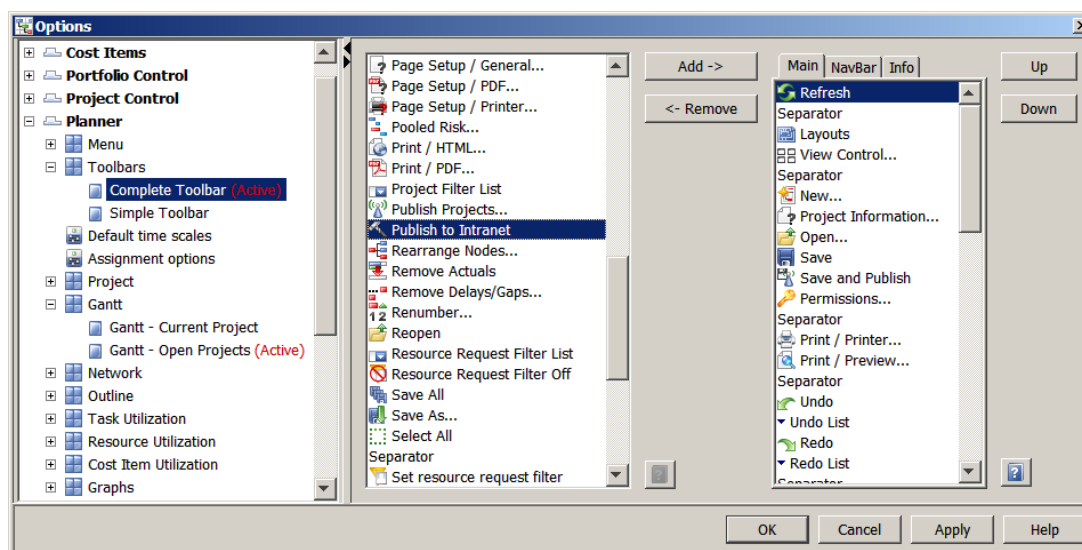 Options
Cost Items
Portfolio Control
Project Control
Planner
Menu
Toolbars
Complete Toolbar (Active)
Simple Toolbar
Default time scales
Assignment options
Project
Gantt
Gantt - Current Project
Gantt - Open Projects (Active)
Network
Outline
Task Utilization
Resource Utilization
Cost Item Utilization
Graphs
Page Setup / General...
Page Setup / PDF...
Page Setup / Printer...
Pooled Risk...
Print / HTML...
Print / PDF...
Project Filter List
Publish Projects...
Publish to Intranet
Rearrange Nodes...
Remove Actuals
Remove Delays/Gaps...
Renumber...
Reopen
Resource Request Filter List
Resource Request Filter Off
Save All
Save As...
Select All
Separator
Set resource request filter
Add ->
<- Remove
Main NavBar Info
Refresh
Separator
Layouts
View Control...
Separator
New...
Project Information...
Open...
Save
Save and Publish
Permissions...
Separator
Print / Printer...
Print / Preview...
Separator
Undo
Undo List
Redo
Redo List
Separator
Up
Down
OK Cancel Apply Help